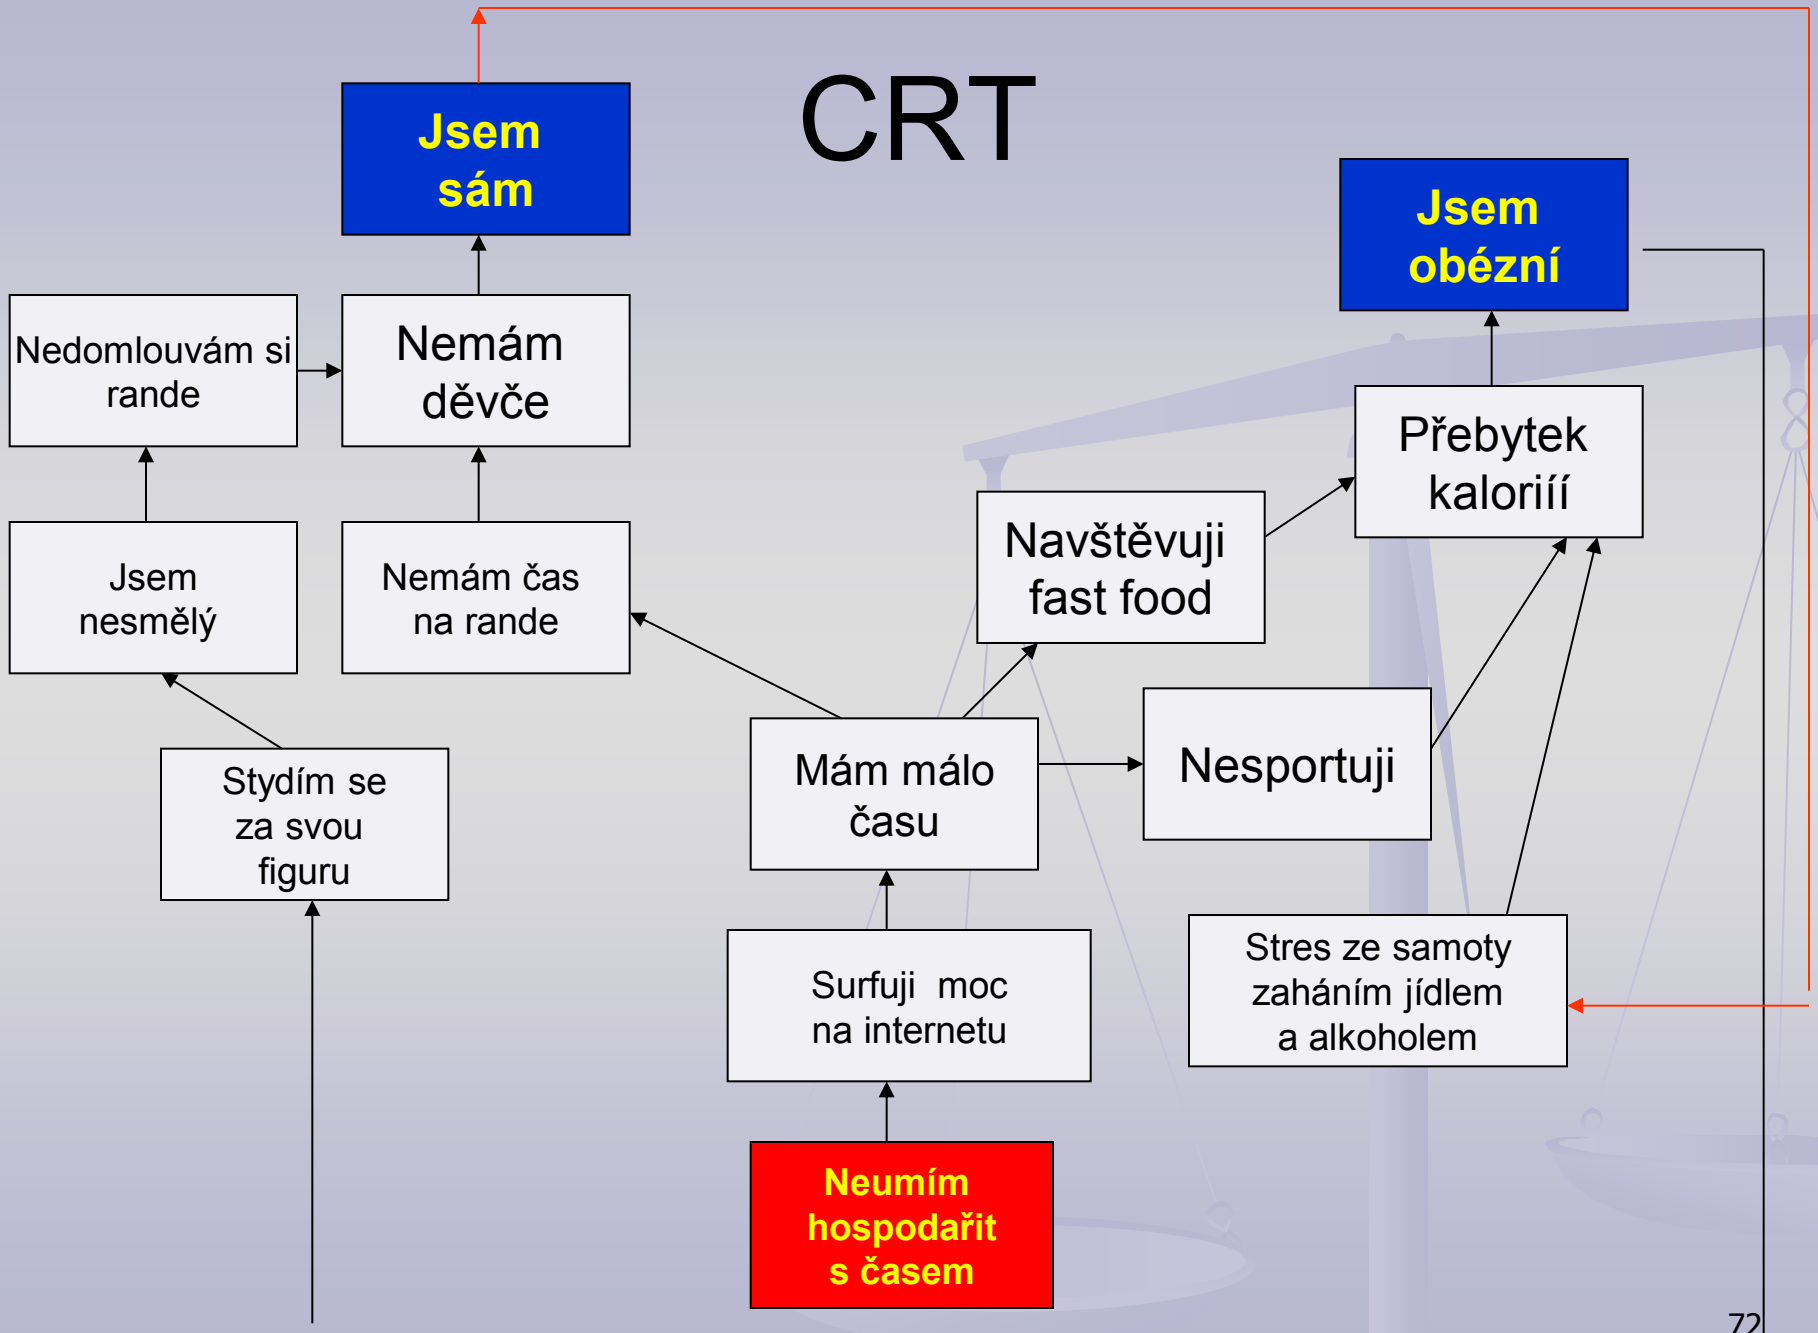 CRT
Jsem
sám
Jsem
obézní
Nedomlouvám si
rande
Nemám
děvče
Přebytek
kaloriíí
Navštěvuji
fast food
Jsem
nesmělý
Nemám čas
na rande
Stydím se
za svou
figuru
Mám málo
času
Nesportuji
Surfuji  moc
na internetu
Stres ze samoty
zaháním jídlem
a alkoholem
Neumím
hospodařit
s časem
72